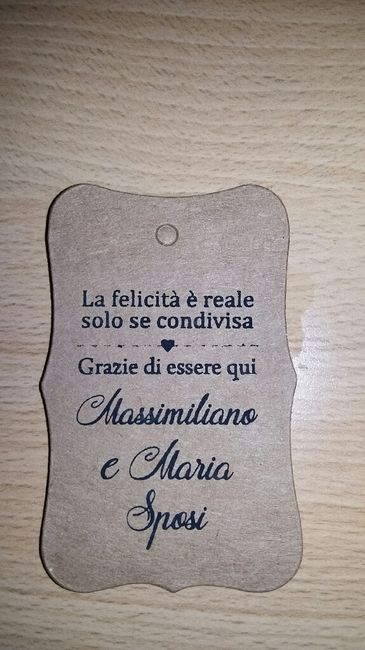 La felicità è reale
solo se condivisa
Grazie di essere qui
Massimiliano
e Maria
Sposi